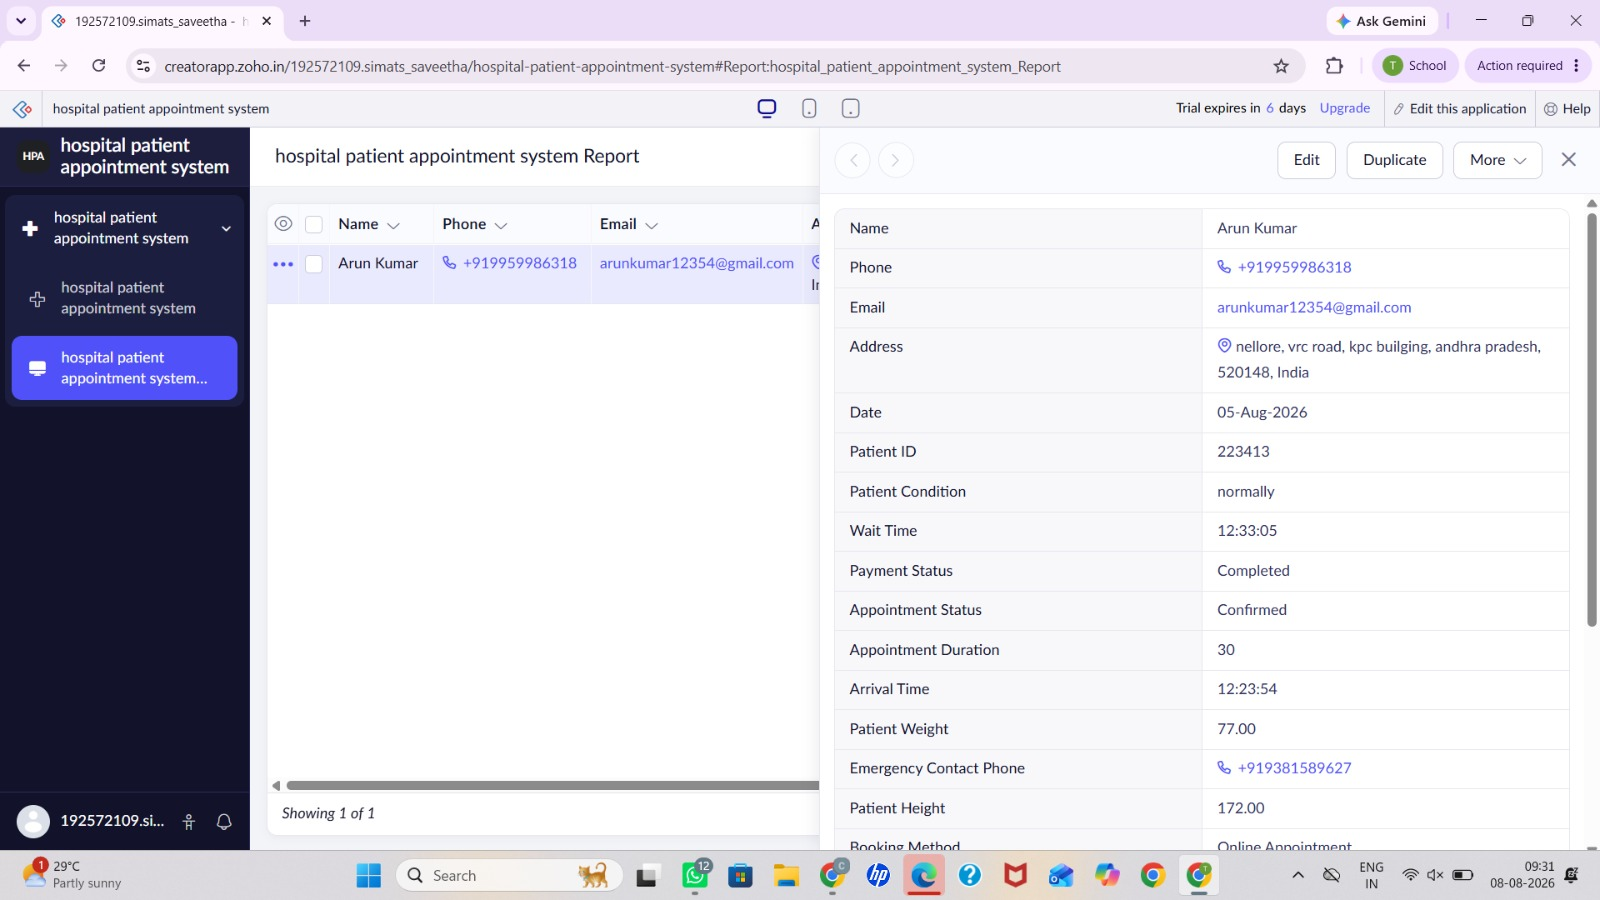 192572109.simats_saveetha - h
Ask Gemini
creatorapp.zoho.in/192572109.simats_saveetha/hospital-patient-appointment-system#Report:hospital_patient_appointment_system_Report
T School
Action required
hospital patient appointment system
Trial expires in 6 days Upgrade
Edit this application
Help
HPA
hospital patient
appointment system
hospital patient
appointment system
hospital patient
appointment system
hospital patient
appointment system...
192572109.si...
hospital patient appointment system Report
Name Phone Email A
Arun Kumar +919959986318 arunkumar12354@gmail.com
In
Showing 1 of 1
Edit Duplicate More
Name Arun Kumar
Phone +919959986318
Email arunkumar12354@gmail.com
Address nellore, vrc road, kpc builging, andhra pradesh,
520148, India
Date 05-Aug-2026
Patient ID 223413
Patient Condition normally
Wait Time 12:33:05
Payment Status Completed
Appointment Status Confirmed
Appointment Duration 30
Arrival Time 12:23:54
Patient Weight 77.00
Emergency Contact Phone +919381589627
Patient Height 172.00
Booking Method Online Appointment
1
29°C
Partly sunny
Search
12
C
hp
T
ENG
IN
09:31
08-08-2026